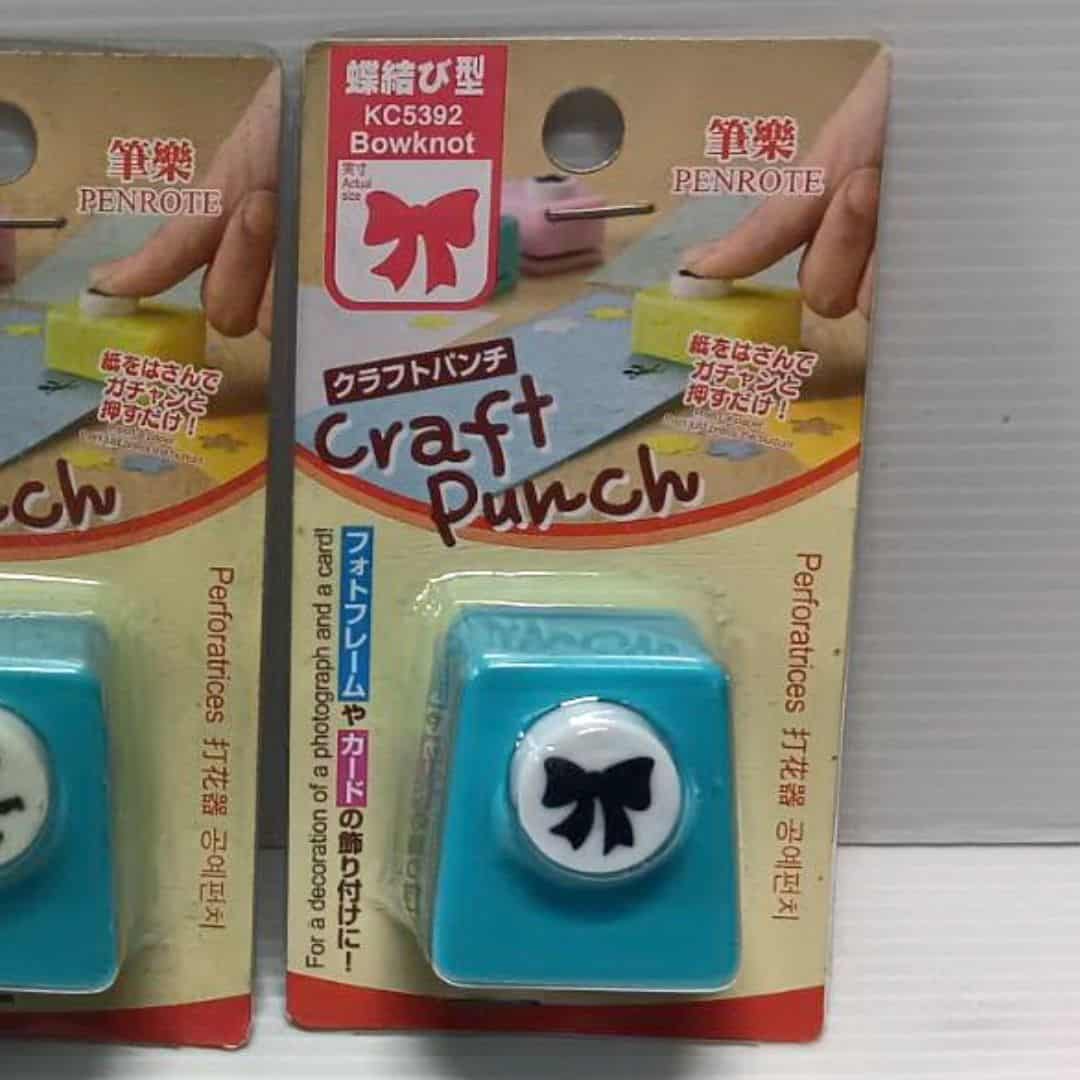 筆樂
PENROTE
紙をはさんで
ガチャンと
押すだけ!
nch
Perforatrices 打花器 공예펀치
蝶結び型
KC5392
Bowknot
実寸
Actual
size
筆樂
PENROTE
紙をはさんで
ガチャンと
押すだけ!
クラフトパンチ
Craft
Punch
For a decoration of a photograph and a card!
フォトフレームやカードの飾り付けに!
Perforatrices 打花器 공예펀치